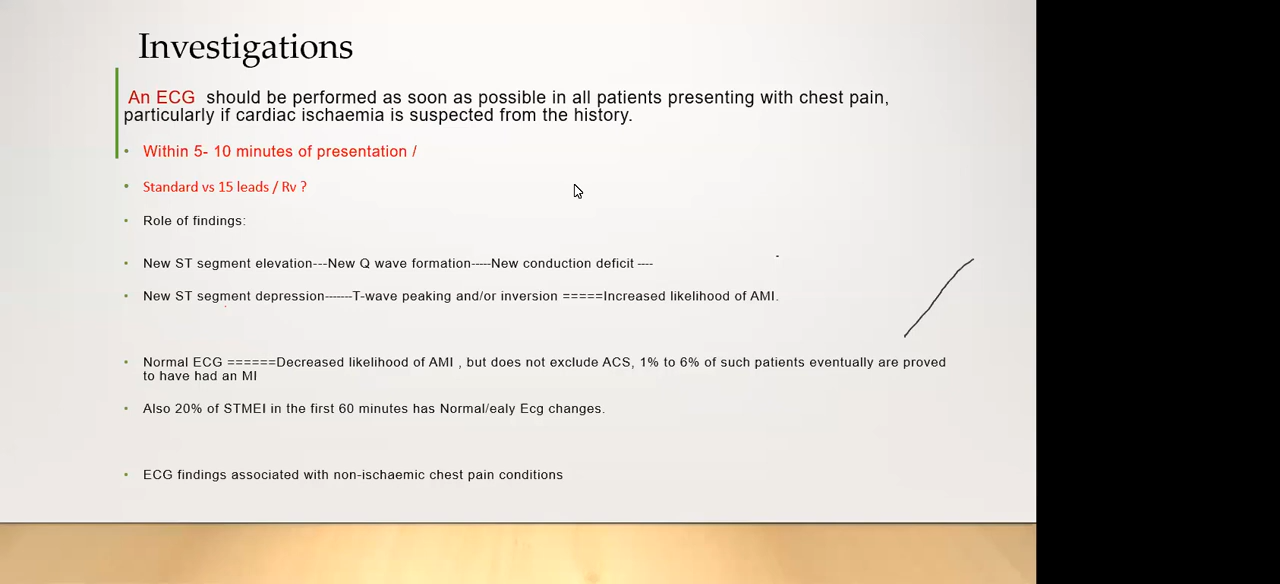 Investigations
An ECG should be performed as soon as possible in all patients presenting with chest pain,
particularly if cardiac ischaemia is suspected from the history.
• Within 5- 10 minutes of presentation /
• Standard vs 15 leads / Rv ?
• Role of findings:
• New ST segment elevation---New Q wave formation-----New conduction deficit ----
• New ST segment depression-------T-wave peaking and/or inversion =====Increased likelihood of AMI.
• Normal ECG ======Decreased likelihood of AMI , but does not exclude ACS, 1% to 6% of such patients eventually are proved
to have had an MI
• Also 20% of STMEI in the first 60 minutes has Normal/ealy Ecg changes.
• ECG findings associated with non-ischaemic chest pain conditions